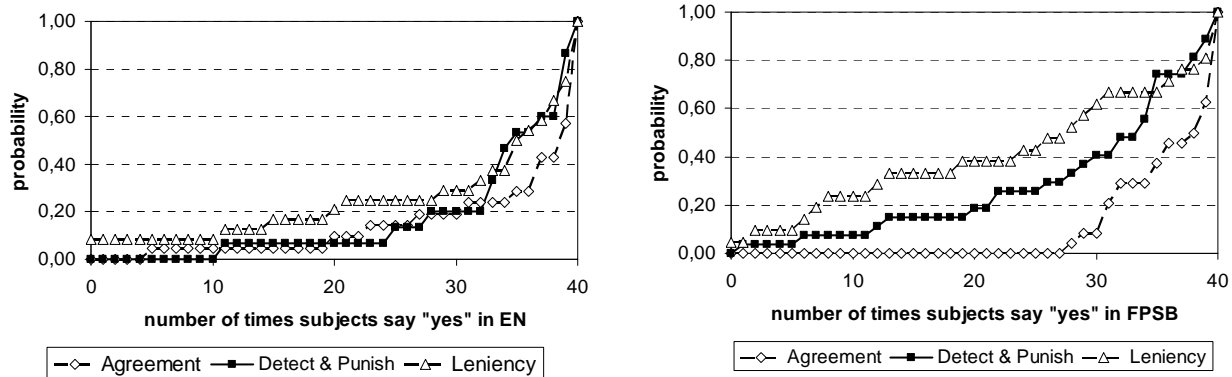 1,00
0,80
0,60
0,40
0,20
0,00
probability
0 10 20 30 40
number of times subjects say "yes" in EN
Agreement Detect & Punish Leniency
1,00
0,80
0,60
0,40
0,20
0,00
probability
0 10 20 30 40
number of times subjects say "yes" in FPSB
Agreement Detect & Punish Leniency